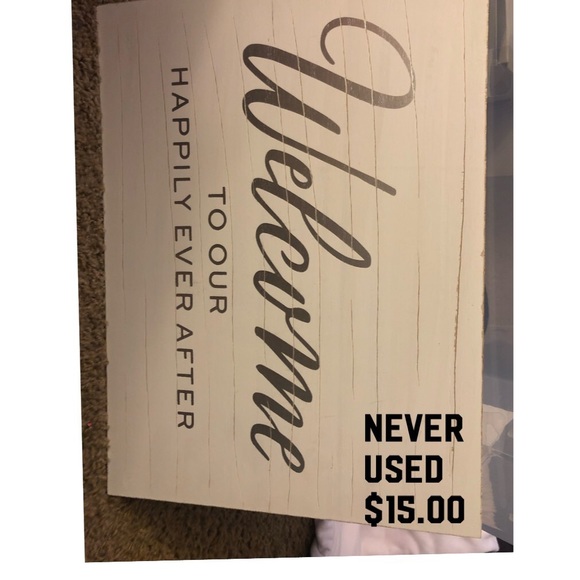 Welcome
TO OUR
HAPPILY EVER AFTER
NEVER
USED
$15.00